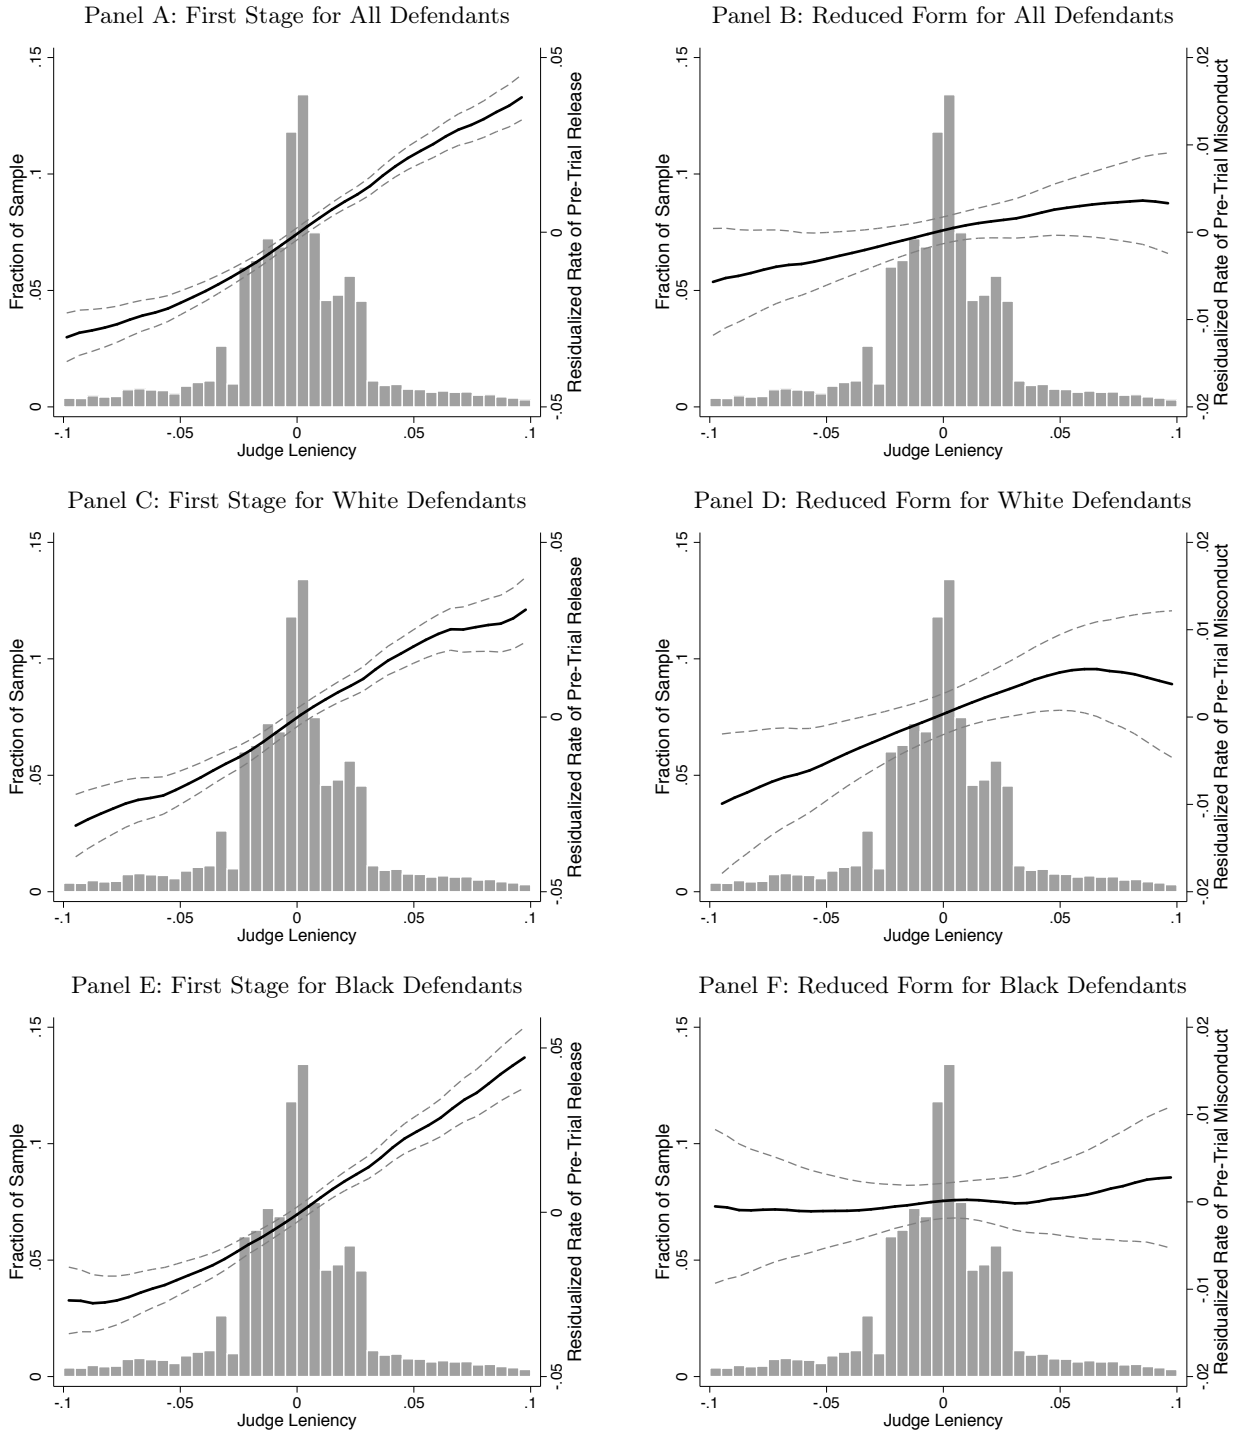 Panel A: First Stage for All Defendants
Fraction of Sample
0 .05 .1 .15
-.05 0 .05
Residualized Rate of Pre-Trial Release
-.1 -.05 0 .05 .1
Judge Leniency
Panel B: Reduced Form for All Defendants
Fraction of Sample
0 .05 .1 .15
-.02 -.01 0 .01 .02
Residualized Rate of Pre-Trial Misconduct
-.1 -.05 0 .05 .1
Judge Leniency
Panel C: First Stage for White Defendants
Fraction of Sample
0 .05 .1 .15
-.05 0 .05
Residualized Rate of Pre-Trial Release
-.1 -.05 0 .05 .1
Judge Leniency
Panel D: Reduced Form for White Defendants
Fraction of Sample
0 .05 .1 .15
-.02 -.01 0 .01 .02
Residualized Rate of Pre-Trial Misconduct
-.1 -.05 0 .05 .1
Judge Leniency
Panel E: First Stage for Black Defendants
Fraction of Sample
0 .05 .1 .15
-.05 0 .05
Residualized Rate of Pre-Trial Release
-.1 -.05 0 .05 .1
Judge Leniency
Panel F: Reduced Form for Black Defendants
Fraction of Sample
0 .05 .1 .15
-.02 -.01 0 .01 .02
Residualized Rate of Pre-Trial Misconduct
-.1 -.05 0 .05 .1
Judge Leniency